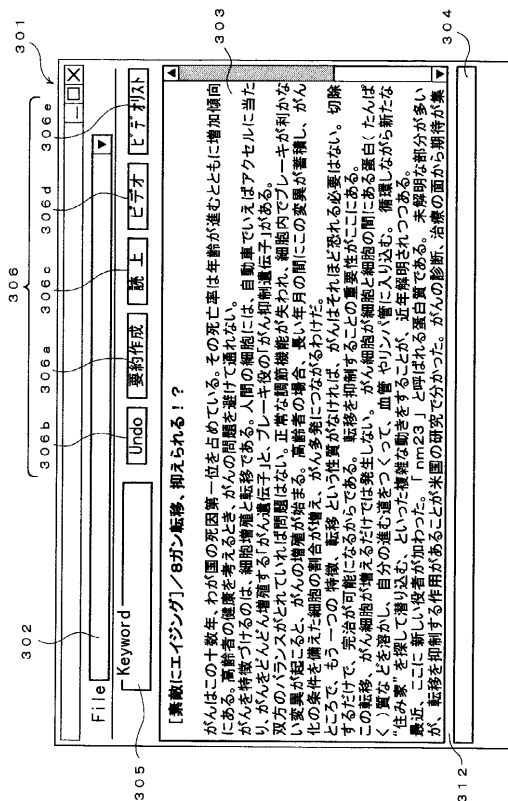 301
306
306b
306a
306c
306d
306e
302
File
Keyword
305
Undo
要約作成
読上
ビデオ
ビデオリスト
303
[素敵にエイジング]/8ガン転移、抑えられる!?
がんはこの十数年、わが国の死因第一位を占めている。その死亡率は年齢が進むとともに増加傾向
にある。高齢者の健康を考えるとき、がんの問題を避けて通れない。
がんを特徴づけるのは、細胞増殖と転移である。人間の細胞には、自動車でいえばアクセルに当た
り、がんをどんどん増殖する「がん遺伝子」と、ブレーキ役の「がん抑制遺伝子」がある。
双方のバランスがとれていれば問題はない。正常な調節機能が失われ、細胞内でブレーキが利かな
い変異が起こると、がんの増殖が始まる。高齢者の場合、長い年月の間にこの変異が蓄積し、がん
化の条件を備えた細胞の割合が増え、がん多発につながるわけだ。
ところで、もう一つの特徴、転移という性質がなければ、がんはそれほど恐れる必要はない。切除
するだけで、完治が可能になるからである。転移を抑制することの重要性がここにある。
この転移、がん細胞が増えるだけでは発生しない。がん細胞が細胞と細胞の間にある蛋白(たんぱ
く)質などを溶かし、自分の進む道をつくって、血管やリンパ管に入り込む。循環しながら新たな
“住み家”を探して潜り込む、といった複雑な動きをすることが、近年解明されつつある。
最近、ここに新しい役者が加わった。「nm23」と呼ばれる蛋白質である。未解明な部分が多い
が、転移を抑制する作用があることが米国の研究で分かった。がんの診断、治療の面から期待が集
312
304